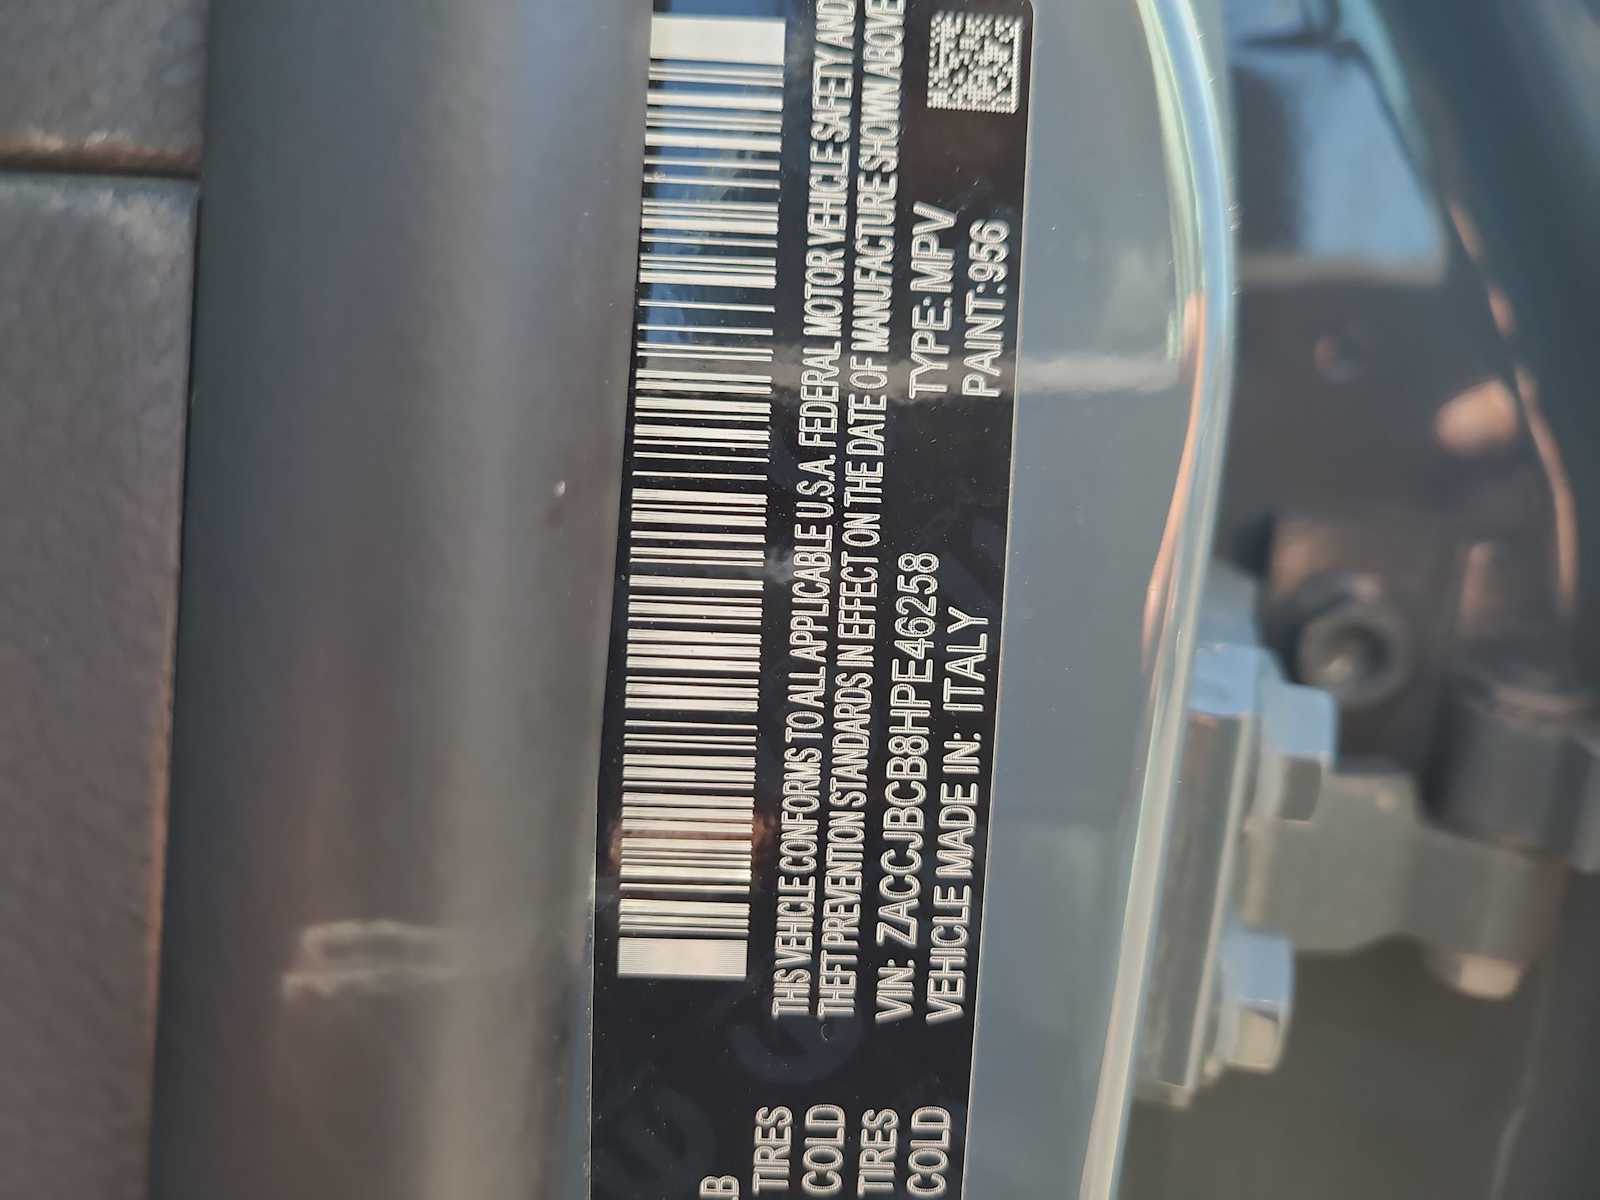 THIS VEHICLE CONFORMS TO ALL APPLICABLE U.S.A. FEDERAL MOTOR VEHICLE SAFETY AND
THEFT PREVENTION STANDARDS IN EFFECT ON THE DATE OF MANUFACTURE SHOWN ABOVE
VIN: ZACCJBCB8HPE46258 TYPE: MPV
VEHICLE MADE IN: ITALY PAINT: 956
LB
TIRES
COLD
TIRES
COLD